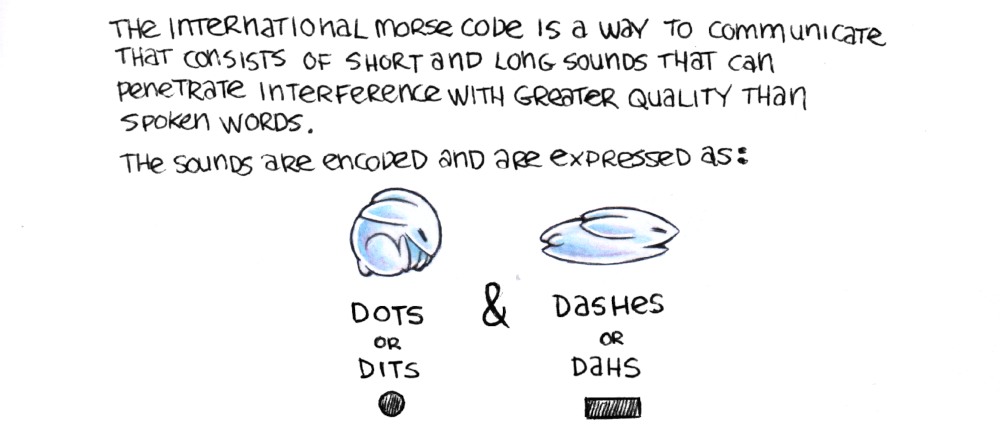 THE INTERNATIONAL MORSE CODE IS A WAY TO COMMUNICATE
THAT CONSISTS OF SHORT AND LONG SOUNDS THAT CAN
PENETRATE INTERFERENCE WITH GREATER QUALITY THAN
SPOKEN WORDS.
THE SOUNDS ARE ENCODED AND ARE EXPRESSED AS:
DOTS & DASHES
OR OR
DITS DAHS